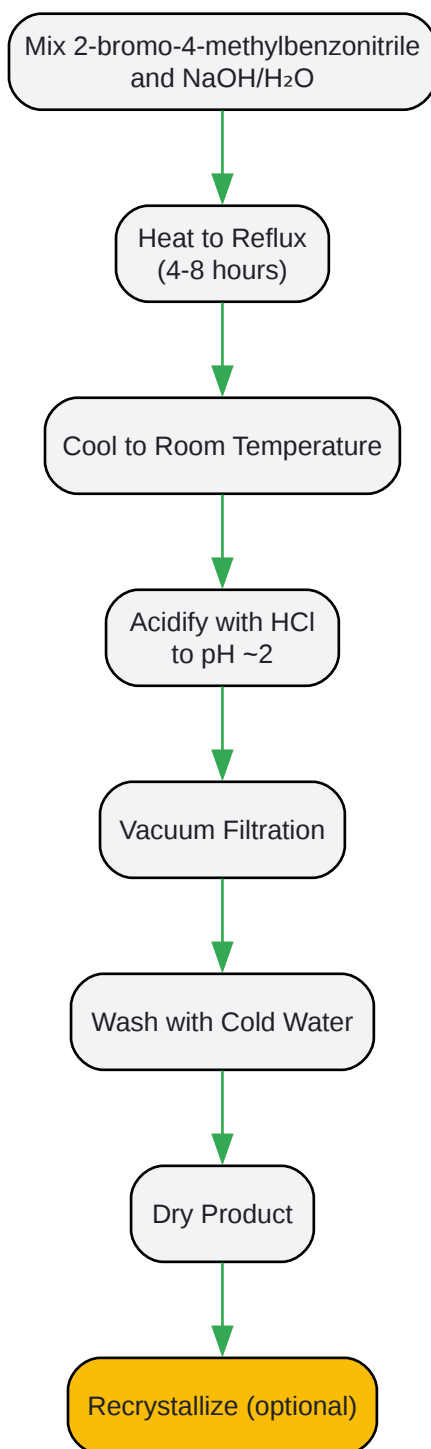 Mix 2-bromo-4-methylbenzonitrile
and NaOH/H₂O
Heat to Reflux
(4-8 hours)
Cool to Room Temperature
Acidify with HCl
to pH ~2
Vacuum Filtration
Wash with Cold Water
Dry Product
Recrystallize (optional)